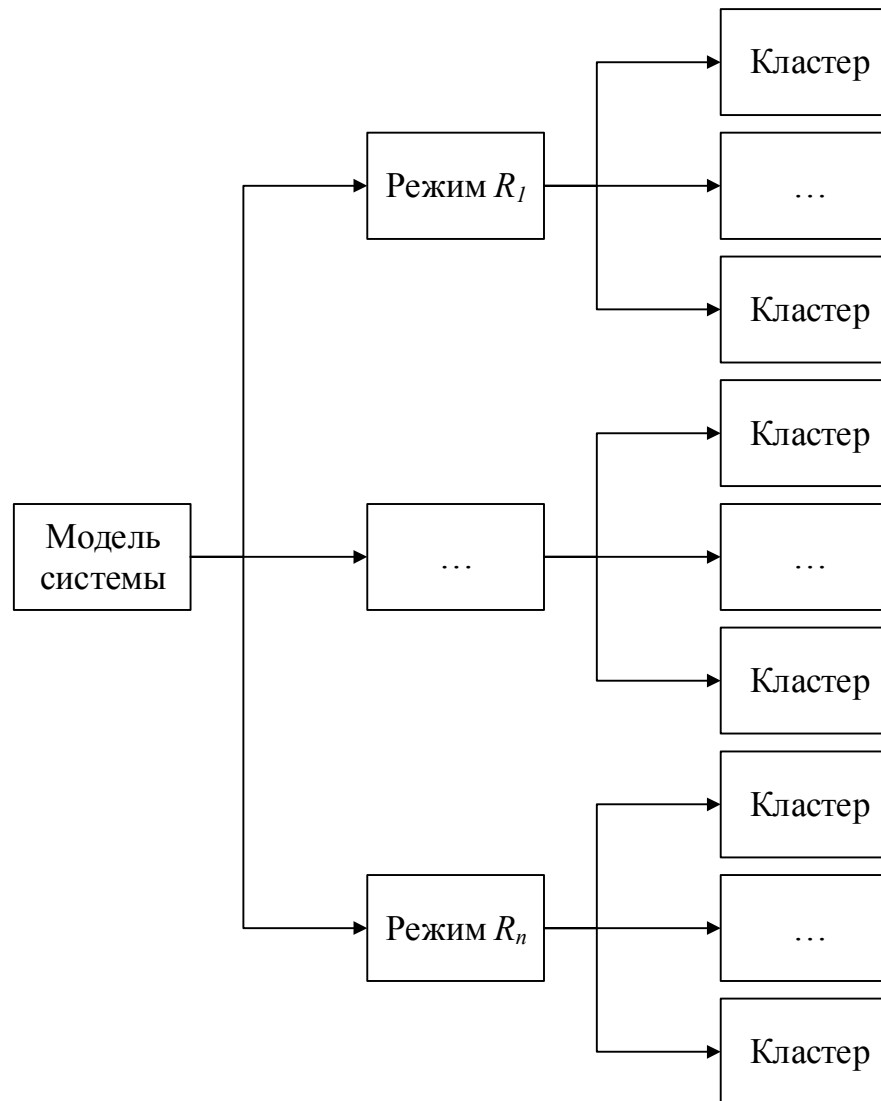 Кластер
Режим R₁
…
Кластер
Кластер
Модель
системы
…
…
Кластер
Кластер
Режим Rₙ
…
Кластер